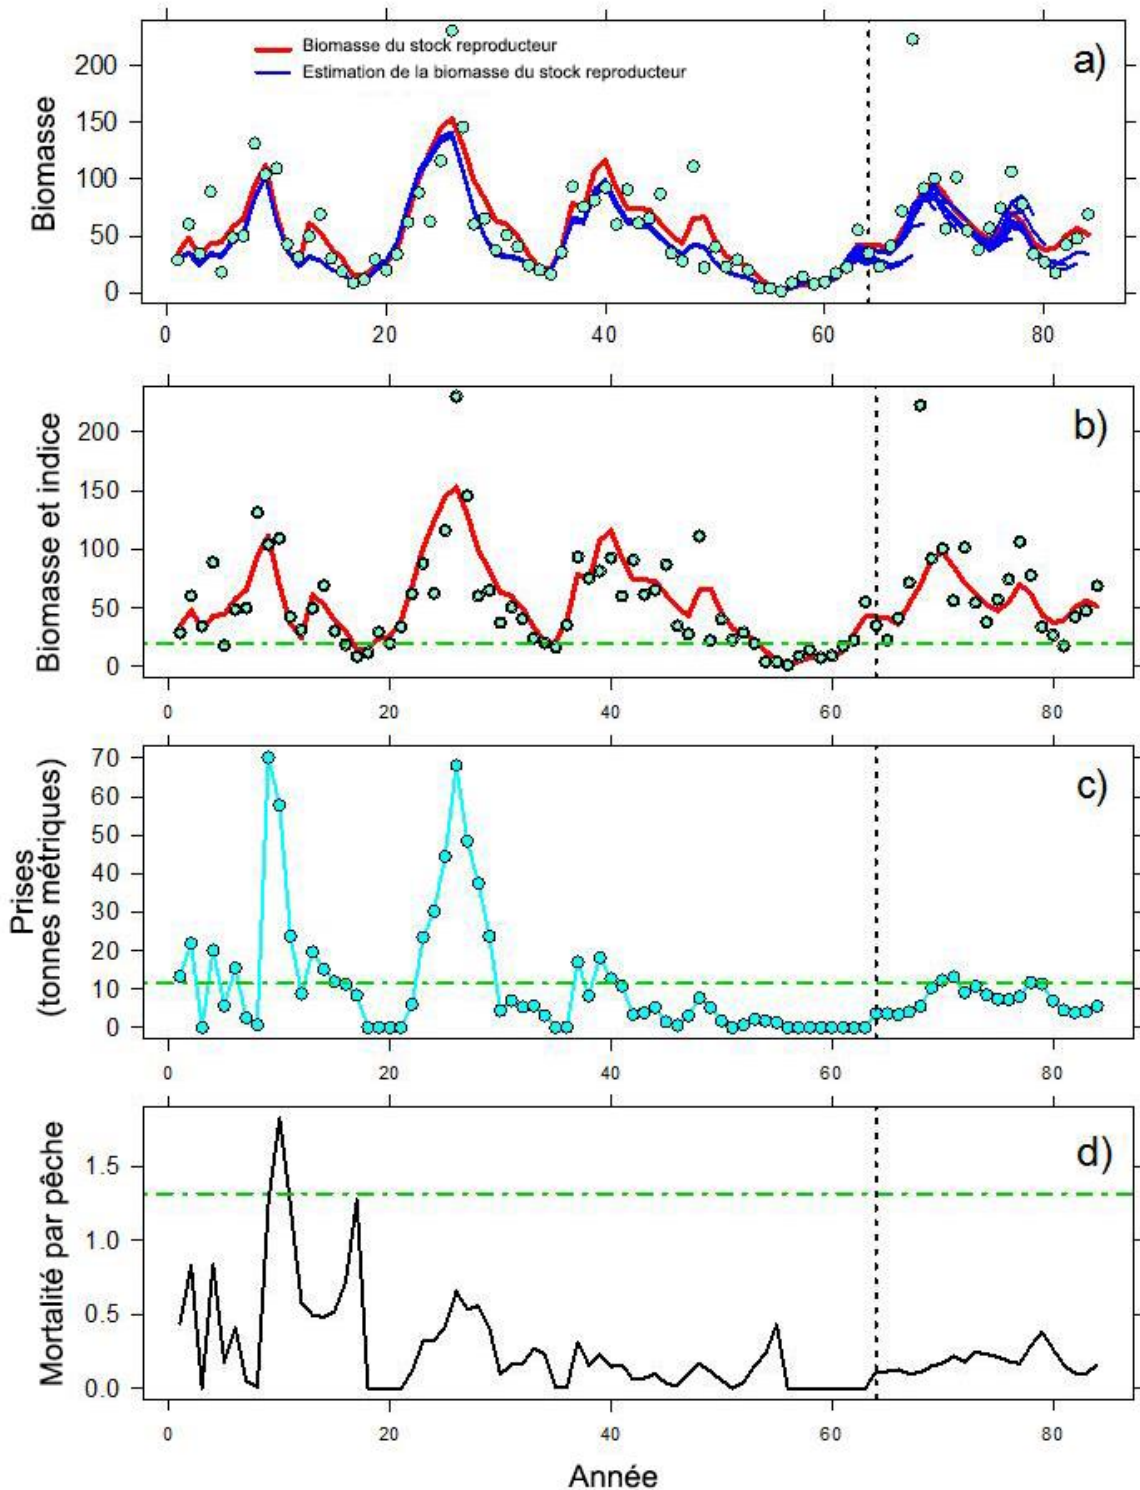 Biomasse du stock reproducteur
Estimation de la biomasse du stock reproducteur
a)
Biomasse
200
150
100
50
0
0 20 40 60 80
b)
Biomasse et indice
200
150
100
50
0
0 20 40 60 80
c)
Prises
(tonnes métriques)
70
60
50
40
30
20
10
0
0 20 40 60 80
d)
Mortalité par pêche
1.5
1.0
0.5
0.0
0 20 40 60 80
Année